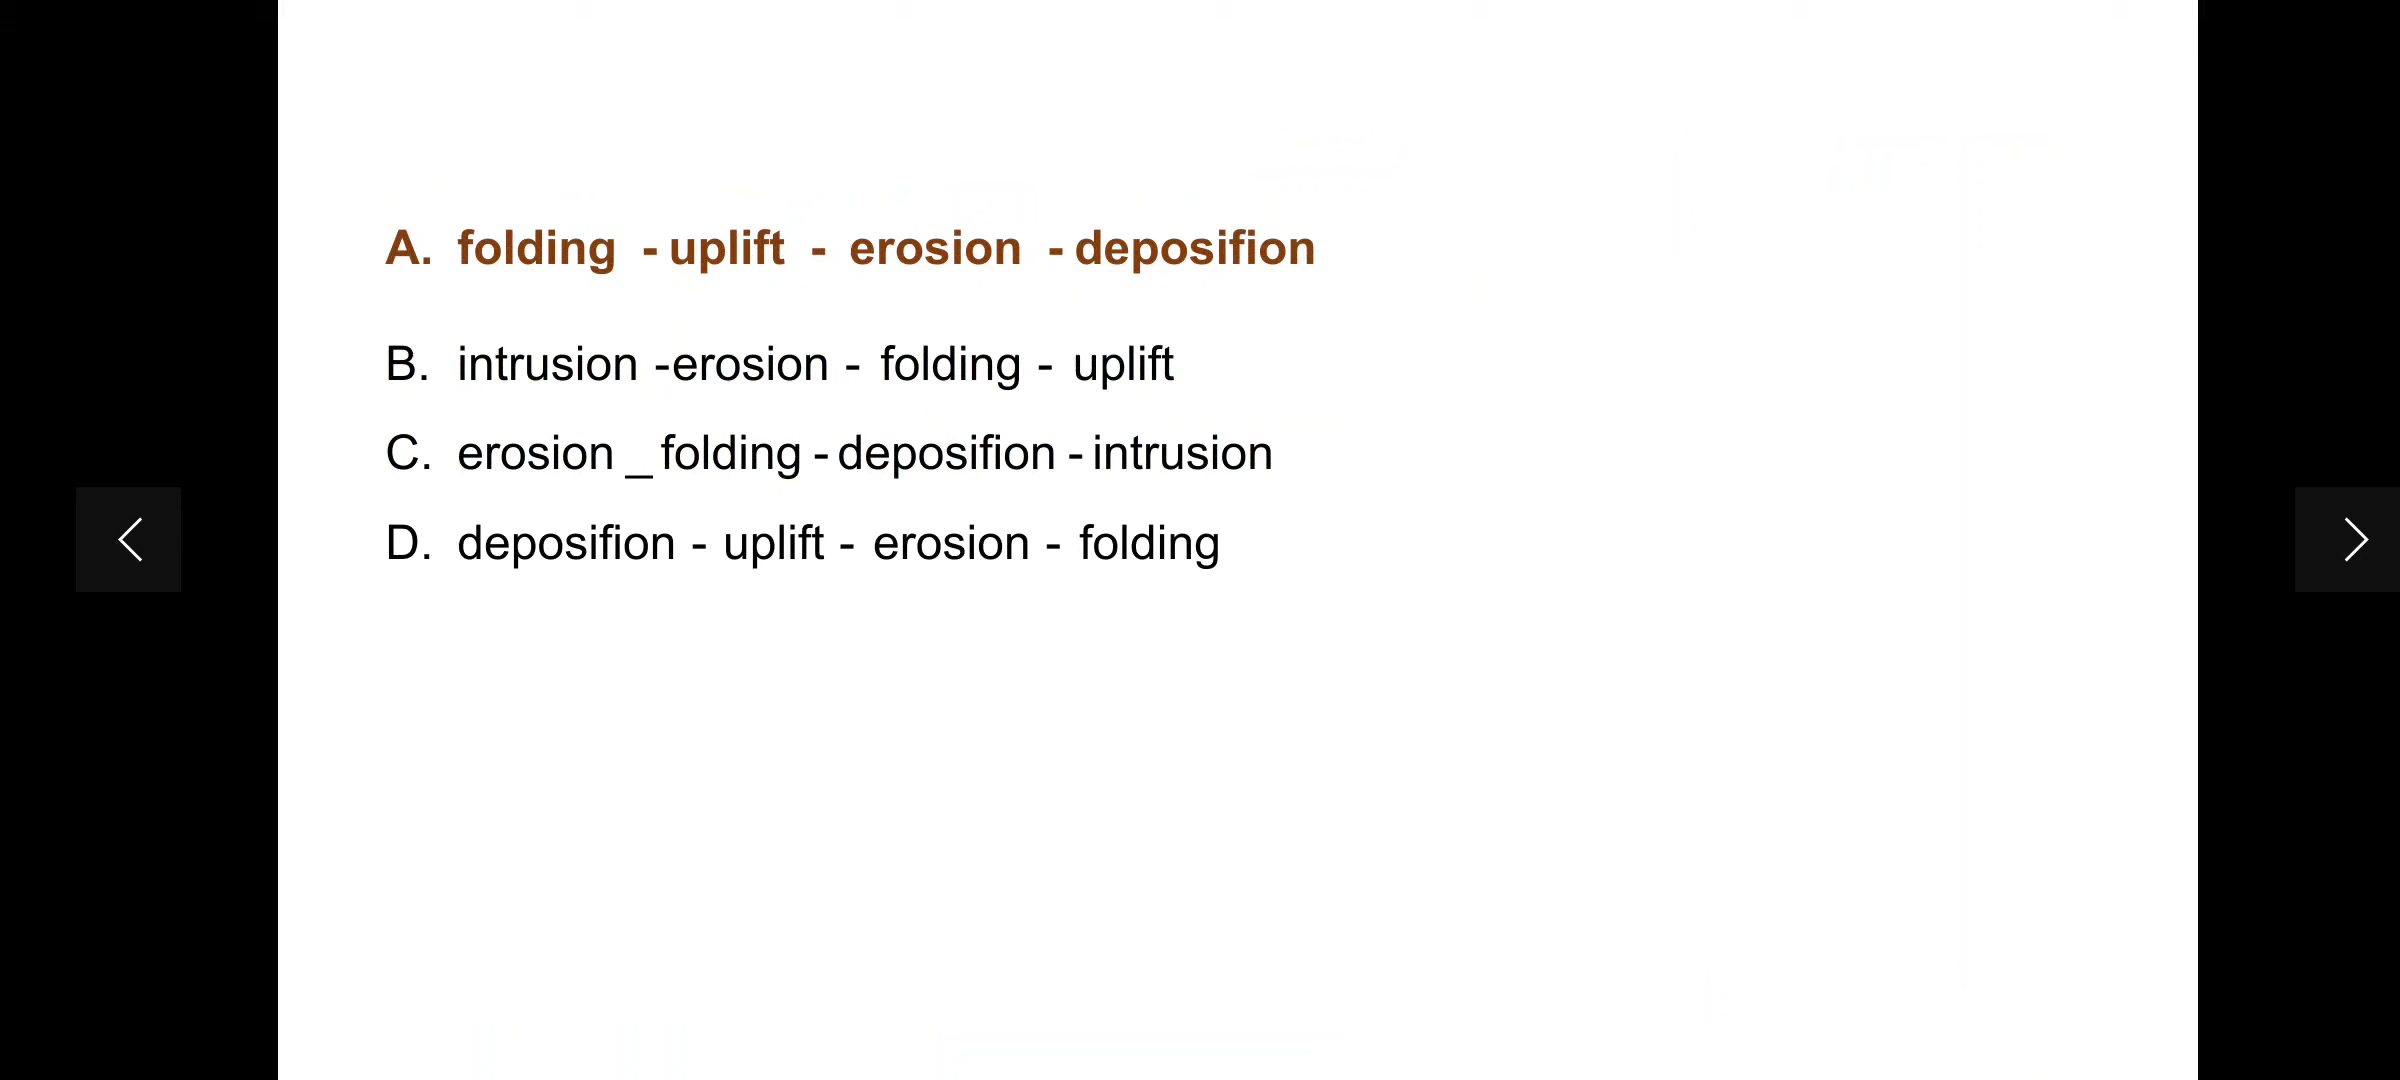 A. folding - uplift - erosion - deposifion
B. intrusion -erosion - folding - uplift
C. erosion _ folding - deposifion - intrusion
D. deposifion - uplift - erosion - folding